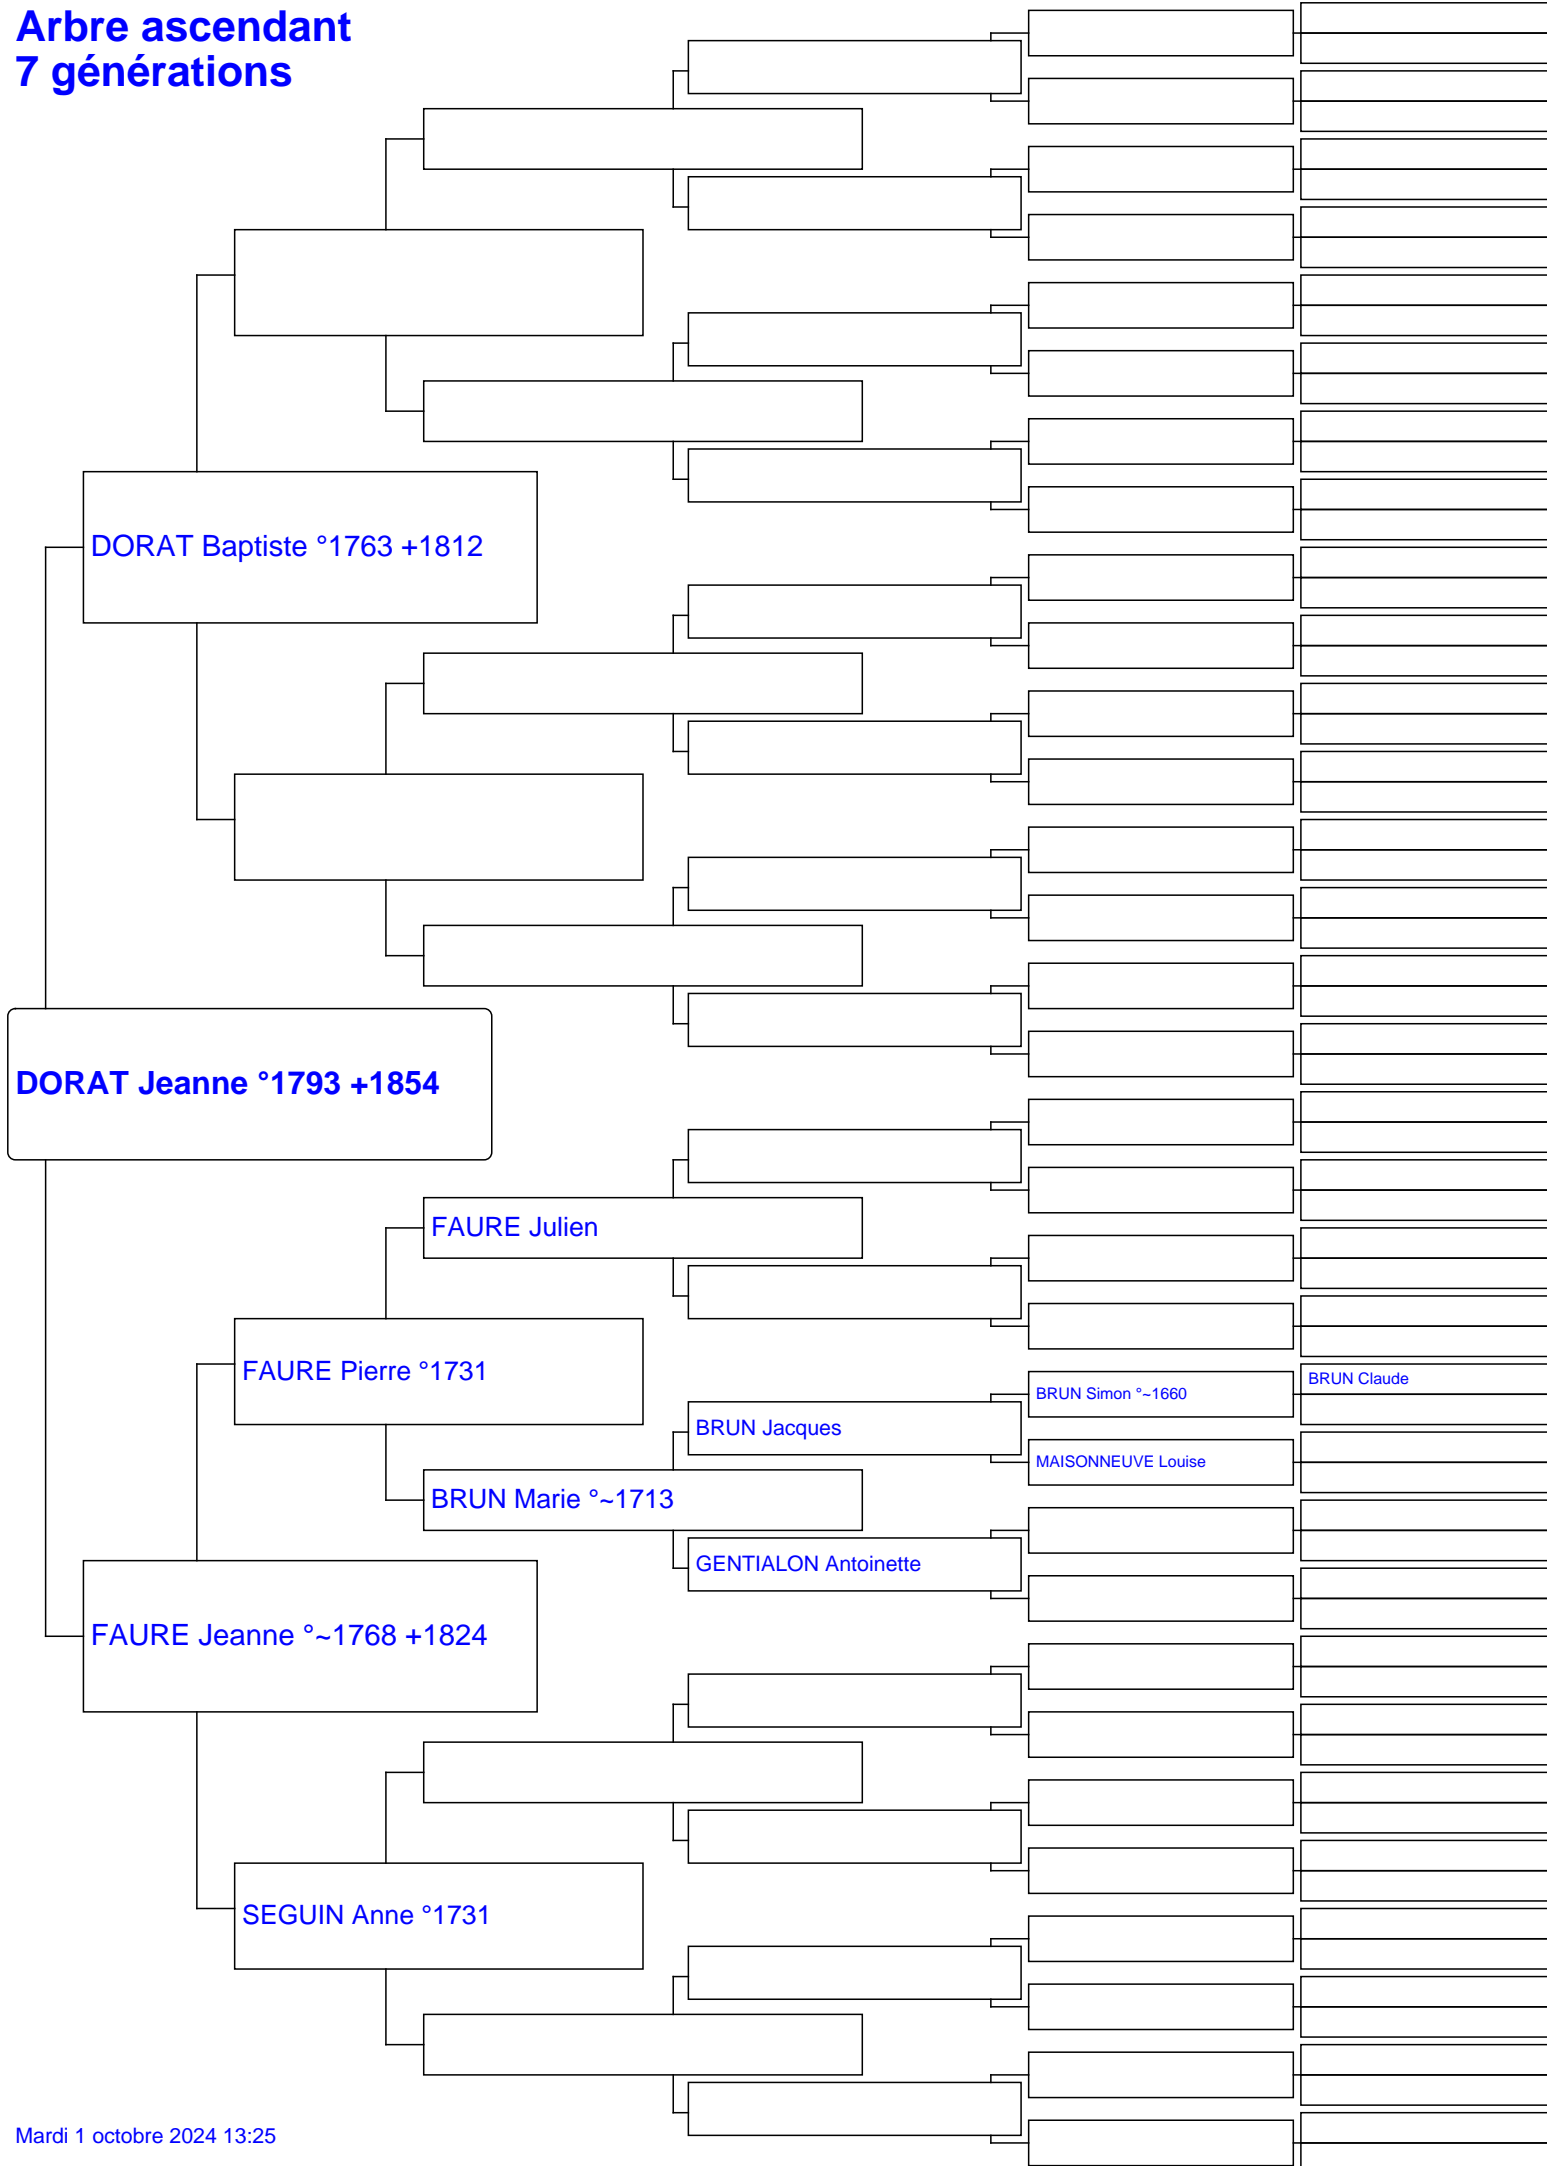 Arbre ascendant
7 générations
DORAT Baptiste °1763 +1812
DORAT Jeanne °1793 +1854
FAURE Julien
FAURE Pierre °1731
BRUN Claude
BRUN Simon °~1660
BRUN Jacques
MAISONNEUVE Louise
BRUN Marie °~1713
GENTIALON Antoinette
FAURE Jeanne °~1768 +1824
SEGUIN Anne °1731
Mardi 1 octobre 2024 13:25